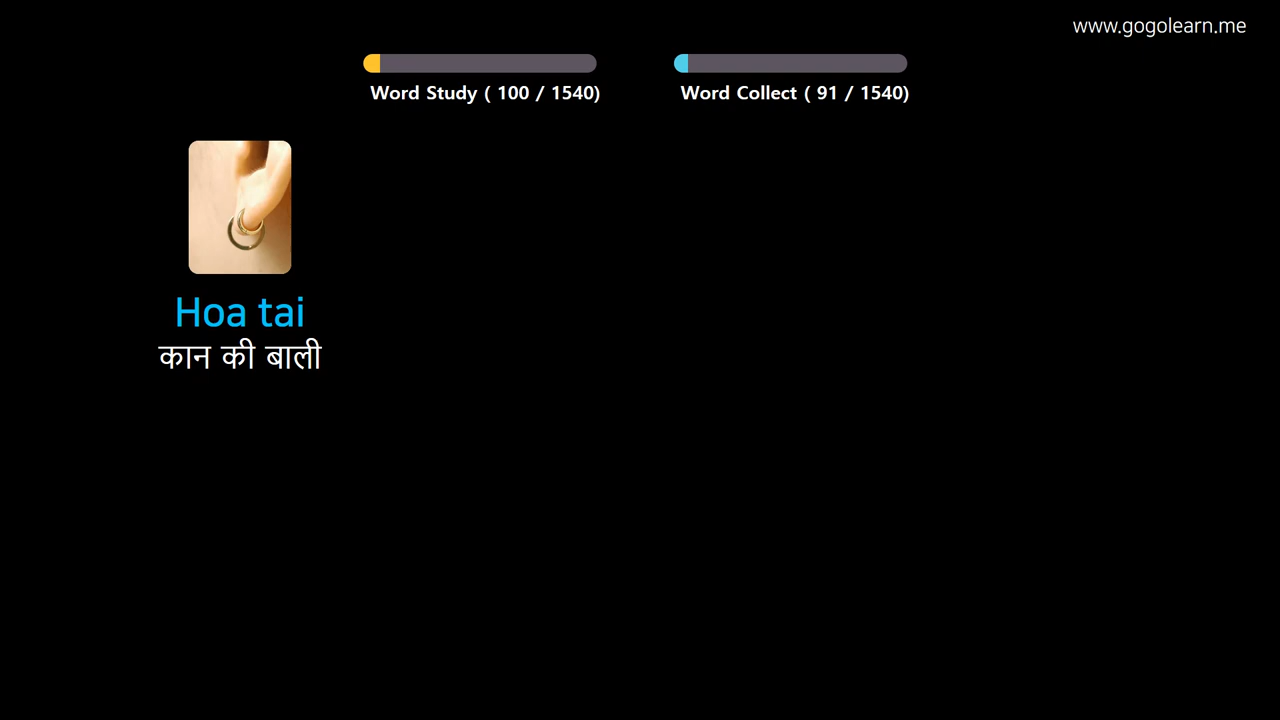 www.gogolearn.me
Word Study ( 100 / 1540)
Word Collect ( 91 / 1540)
Hoa tai
कान की बाली